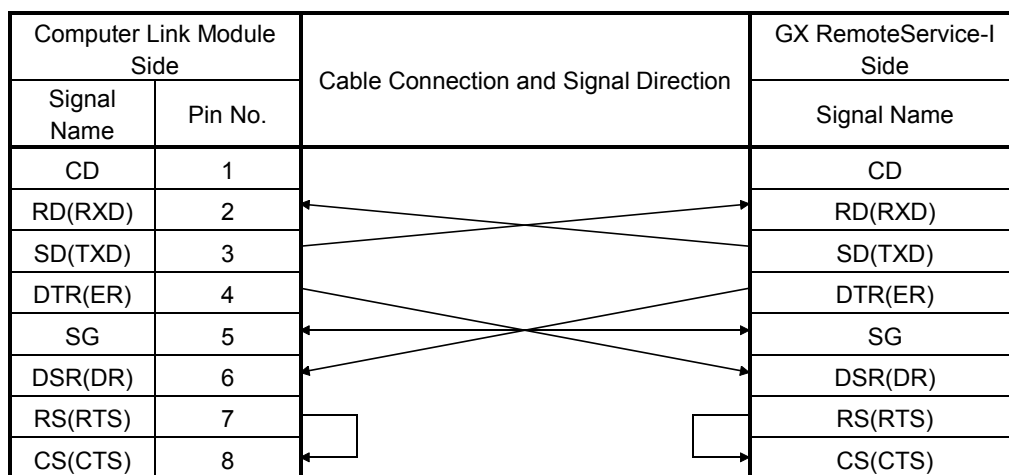 Computer Link Module
Side
Cable Connection and Signal Direction
GX RemoteService-I
Side
Signal
Name
Pin No.
Signal Name
CD 1 CD
RD(RXD) 2 RD(RXD)
SD(TXD) 3 SD(TXD)
DTR(ER) 4 DTR(ER)
SG 5 SG
DSR(DR) 6 DSR(DR)
RS(RTS) 7 RS(RTS)
CS(CTS) 8 CS(CTS)